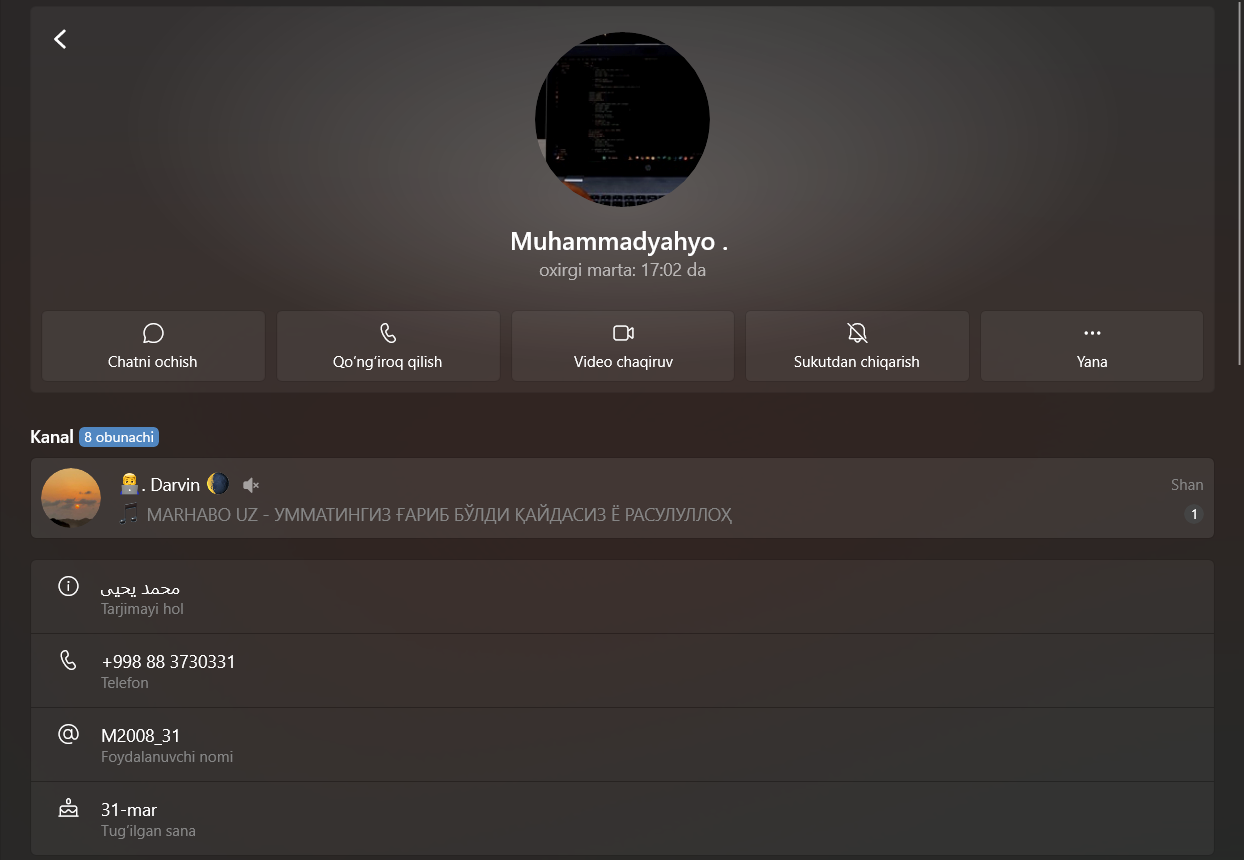 Muhammadyahyo .
oxirgi marta: 17:02 da
Chatni ochish
Qo‘ng‘iroq qilish
Video chaqiruv
Sukutdan chiqarish
Yana
Kanal 8 obunachi
. Darvin
Shan
MARHABO UZ - УММАТИНГИЗ ҒАРИБ БЎЛДИ ҚАЙДАСИЗ Ё РАСУЛУЛЛОҲ
1
محمد یحیی
Tarjimayi hol
+998 88 3730331
Telefon
M2008_31
Foydalanuvchi nomi
31-mar
Tug‘ilgan sana